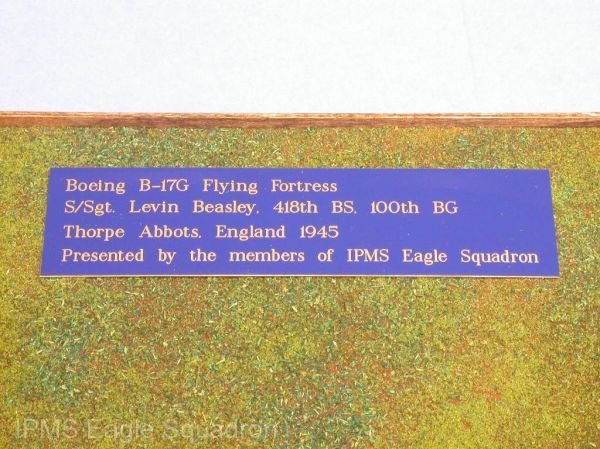 Boeing B-17G Flying Fortress
S/Sgt. Levin Beasley, 418th BS, 100th BG
Thorpe Abbots, England 1945
Presented by the members of IPMS Eagle Squadron
IPMS Eagle Squadron